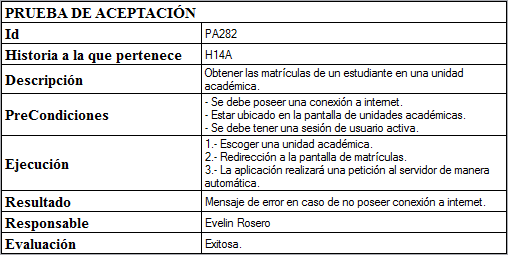 PRUEBA DE ACEPTACIÓN
Id PA282
Historia a la que pertenece H14A
Descripción Obtener las matrículas de un estudiante en una unidad
académica.
PreCondiciones - Se debe poseer una conexión a internet.
- Estar ubicado en la pantalla de unidades académicas.
- Se debe tener una sesión de usuario activa.
Ejecución 1.- Escoger una unidad académica.
2.- Redirección a la pantalla de matrículas.
3.- La aplicación realizará una petición al servidor de manera
automática.
Resultado Mensaje de error en caso de no poseer conexión a internet.
Responsable Evelin Rosero
Evaluación Exitosa.